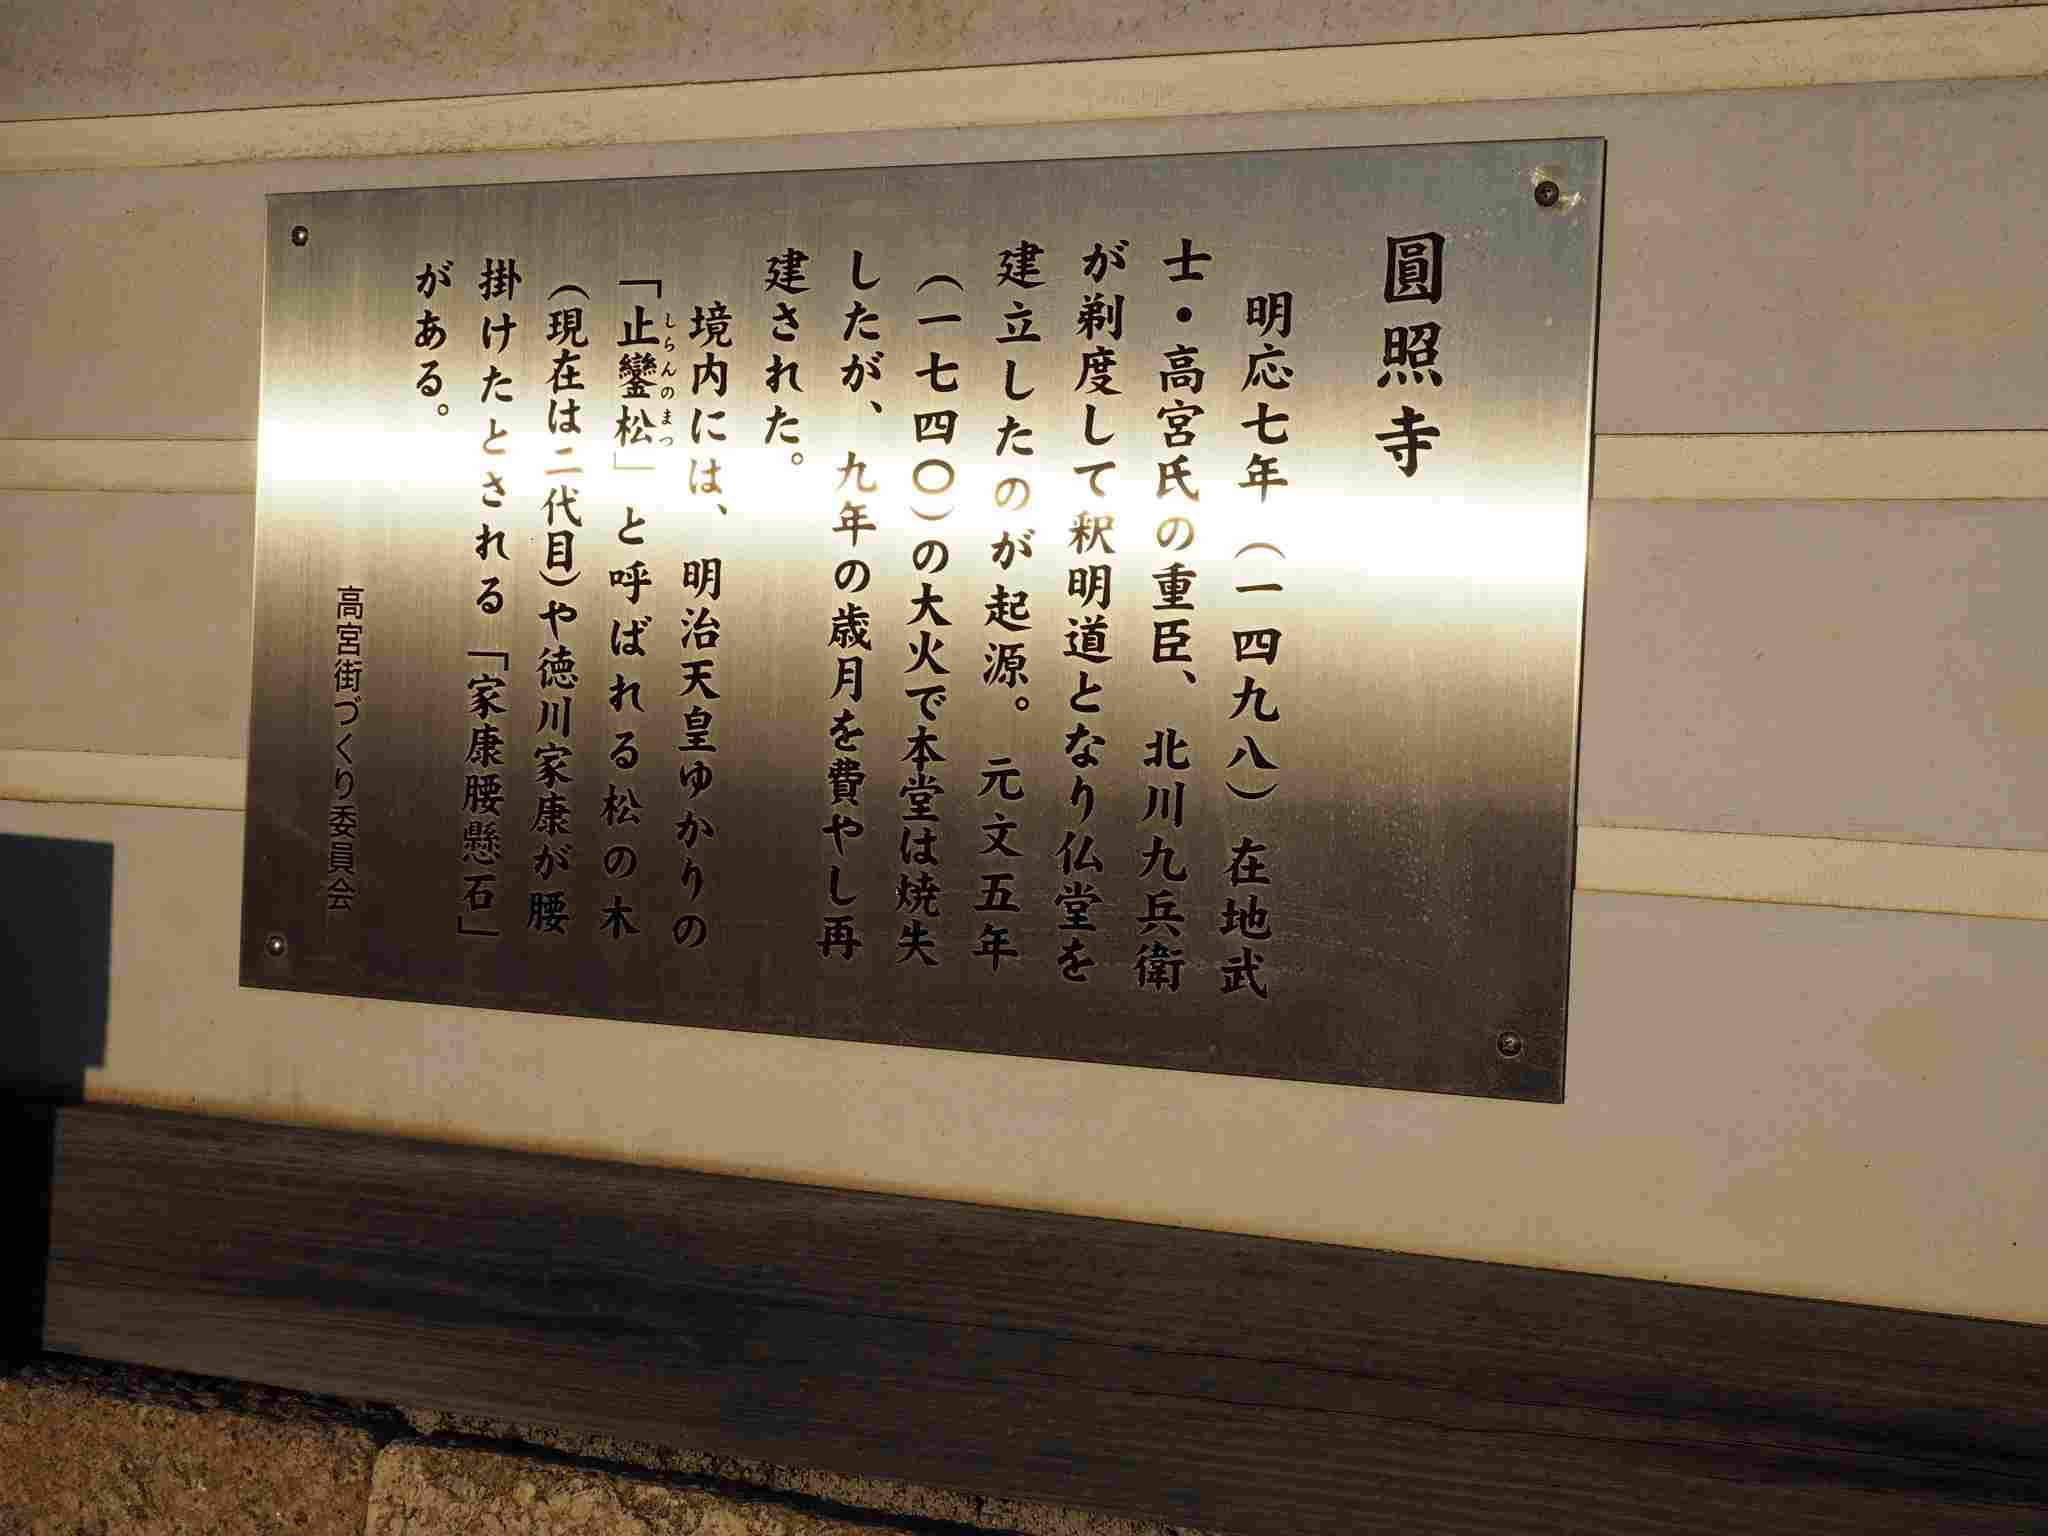 圓照寺
明応七年（一四九八）在地武
士・高宮氏の重臣、北川九兵衛
が剃度して釈明道となり仏堂を
建立したのが起源。元文五年
（一七四〇）の大火で本堂は焼失
したが、九年の歳月を費やし再
建された。
境内には、明治天皇ゆかりの
「止鑾松」と呼ばれる松の木
しらんのまつ
（現在は二代目）や徳川家康が腰
掛けたとされる「家康腰懸石」
がある。
高宮街づくり委員会